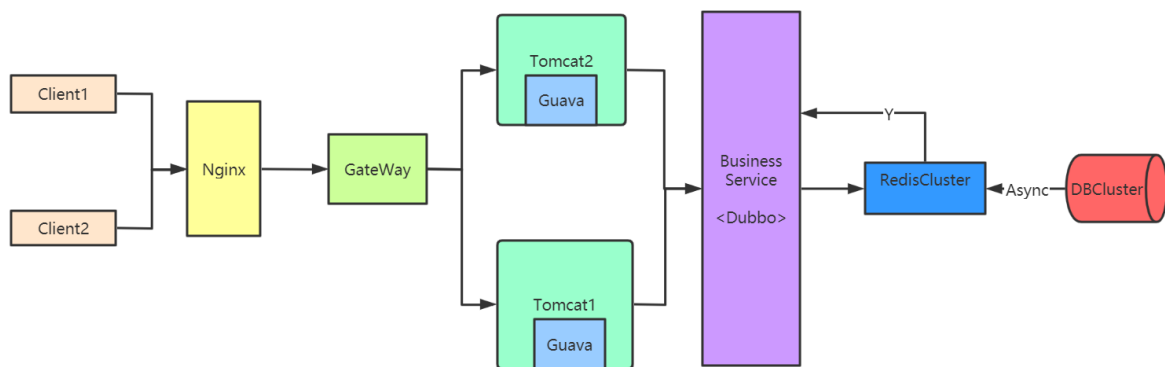 Client1
Client2
Nginx
GateWay
Tomcat2
Guava
Tomcat1
Guava
Business
Service
<Dubbo>
Y
RedisCluster
Async
DBCluster